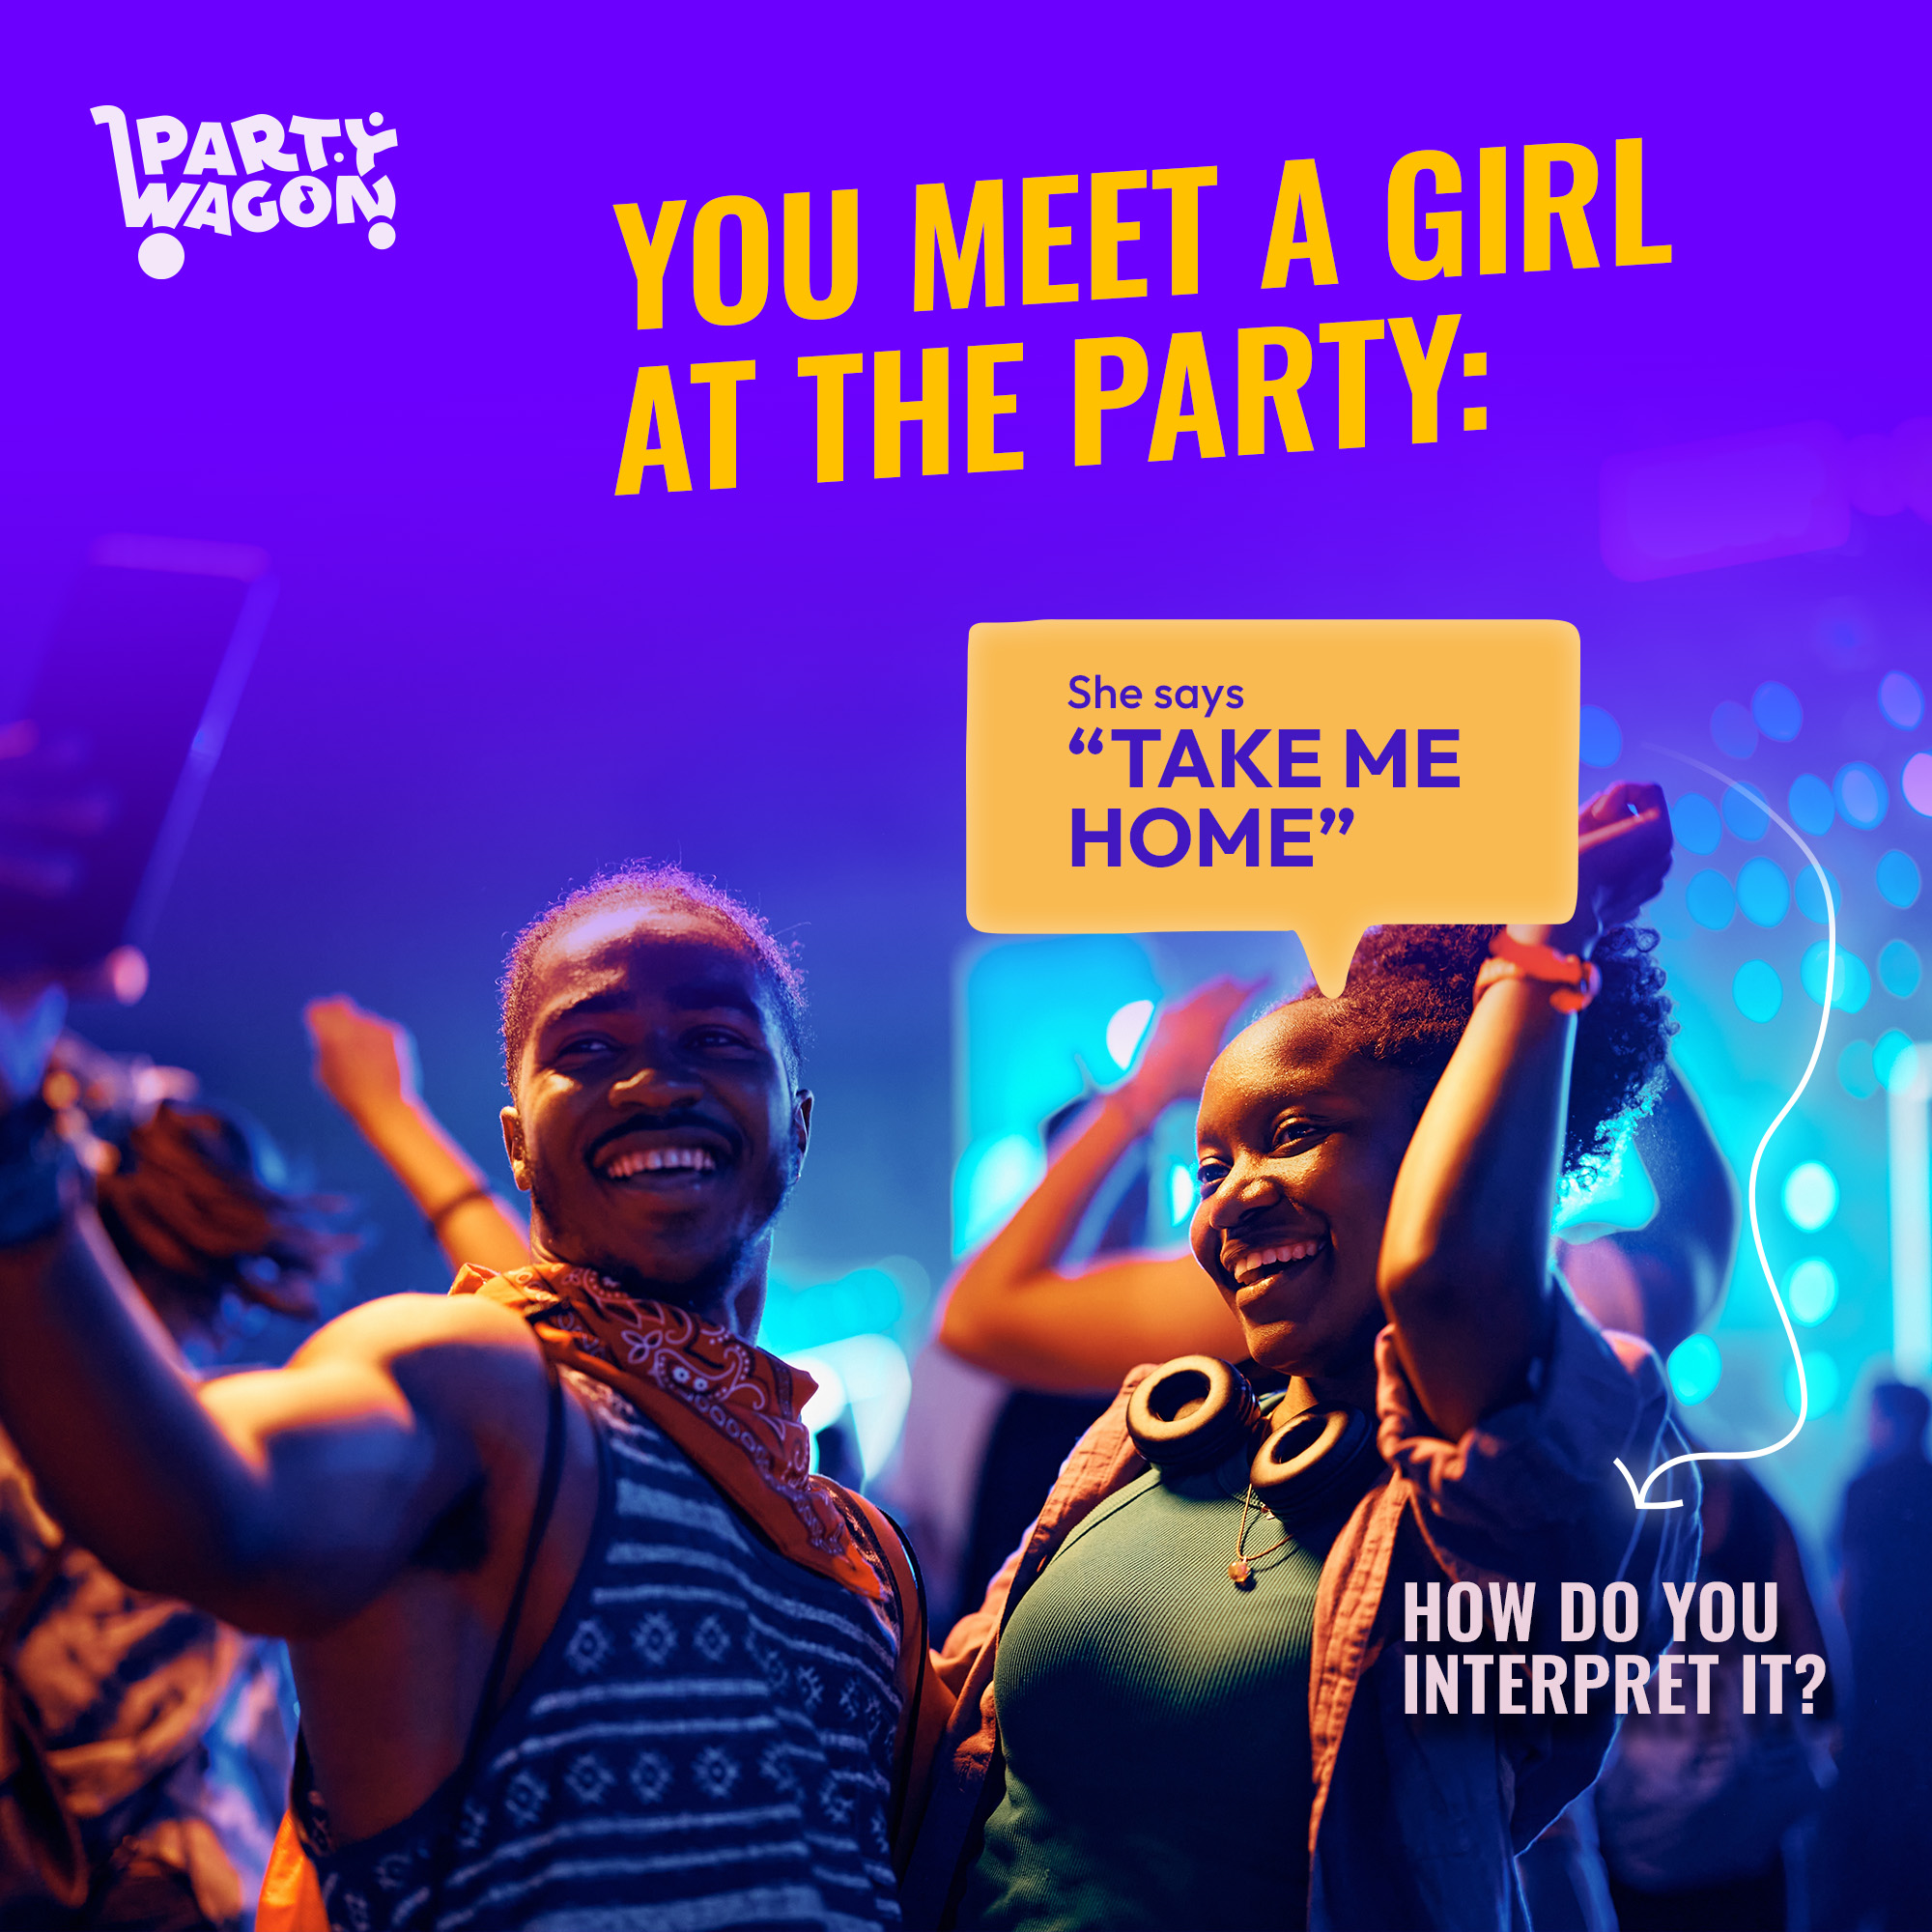 PARTY
WAGON
YOU MEET A GIRL
AT THE PARTY:
She says
“TAKE ME
HOME”
HOW DO YOU
INTERPRET IT?